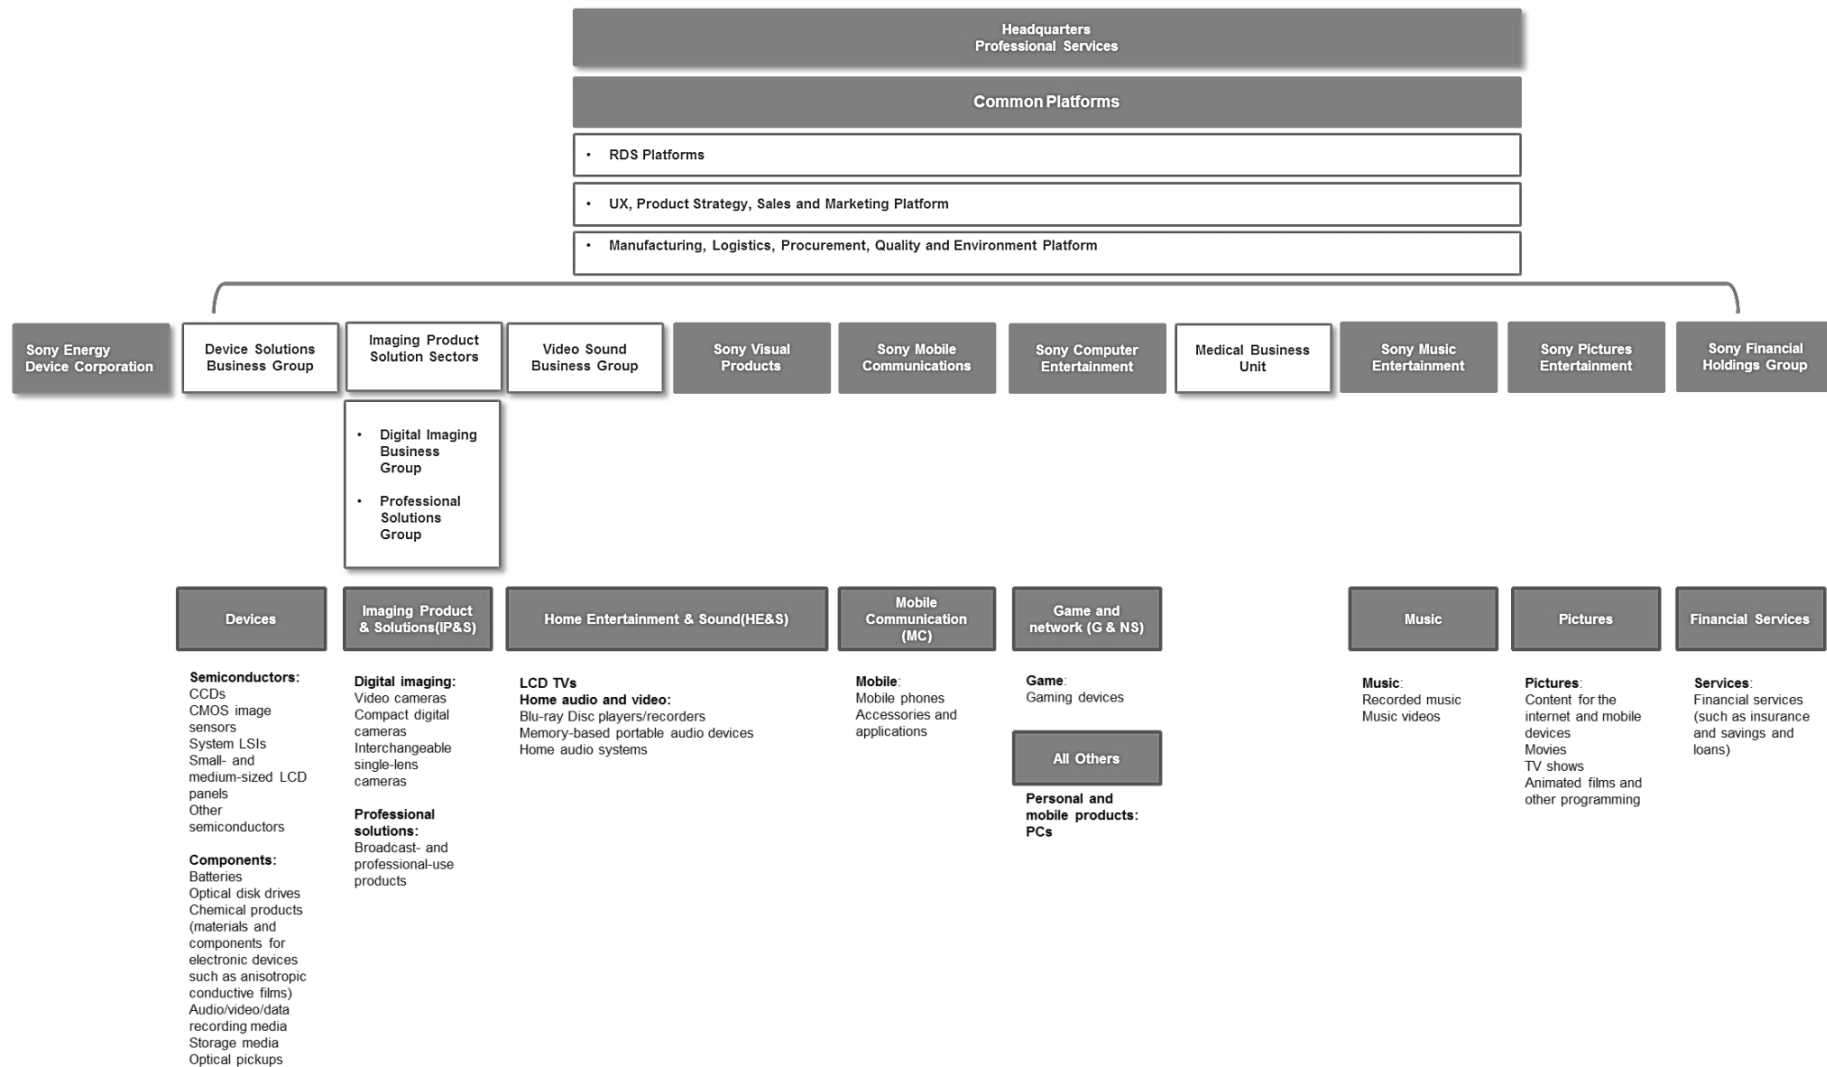 Headquarters
Professional Services
Common Platforms
• RDS Platforms
• UX, Product Strategy, Sales and Marketing Platform
• Manufacturing, Logistics, Procurement, Quality and Environment Platform
Sony Energy
Device Corporation
Device Solutions
Business Group
Imaging Product
Solution Sectors
Video Sound
Business Group
Sony Visual
Products
Sony Mobile
Communications
Sony Computer
Entertainment
Medical Business
Unit
Sony Music
Entertainment
Sony Pictures
Entertainment
Sony Financial
Holdings Group
• Digital Imaging
Business
Group
• Professional
Solutions
Group
Devices
Imaging Product
& Solutions(IP&S)
Home Entertainment & Sound(HE&S)
Mobile
Communication
(MC)
Game and
network (G & NS)
Music
Pictures
Financial Services
Semiconductors:
CCDs
CMOS image
sensors
System LSIs
Small- and
medium-sized LCD
panels
Other
semiconductors
Components:
Batteries
Optical disk drives
Chemical products
(materials and
components for
electronic devices
such as anisotropic
conductive films)
Audio/video/data
recording media
Storage media
Optical pickups
Digital imaging:
Video cameras
Compact digital
cameras
Interchangeable
single-lens
cameras
Professional
solutions:
Broadcast- and
professional-use
products
LCD TVs
Home audio and video:
Blu-ray Disc players/recorders
Memory-based portable audio devices
Home audio systems
Mobile:
Mobile phones
Accessories and
applications
Game:
Gaming devices
All Others
Personal and
mobile products:
PCs
Music:
Recorded music
Music videos
Pictures:
Content for the
internet and mobile
devices
Movies
TV shows
Animated films and
other programming
Services:
Financial services
(such as insurance
and savings and
loans)